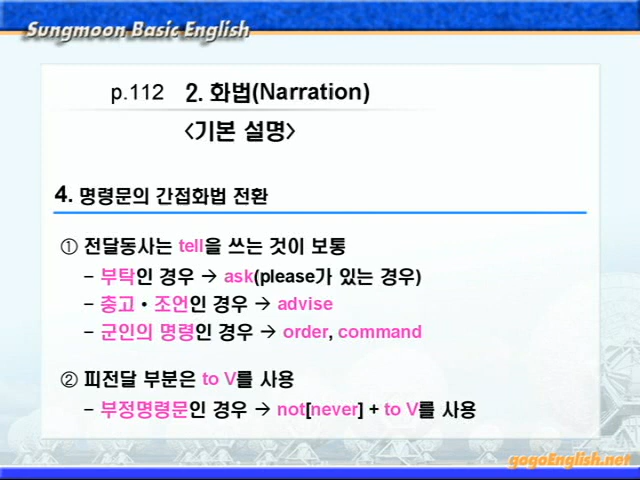 Sungmoon Basic English
p.112 2. 화법(Narration)
<기본 설명>
4. 명령문의 간접화법 전환
① 전달동사는 tell을 쓰는 것이 보통
– 부탁인 경우 → ask(please가 있는 경우)
– 충고・조언인 경우 → advise
– 군인의 명령인 경우 → order, command
② 피전달 부분은 to V를 사용
– 부정명령문인 경우 → not[never] + to V를 사용
gogoEnglish.net